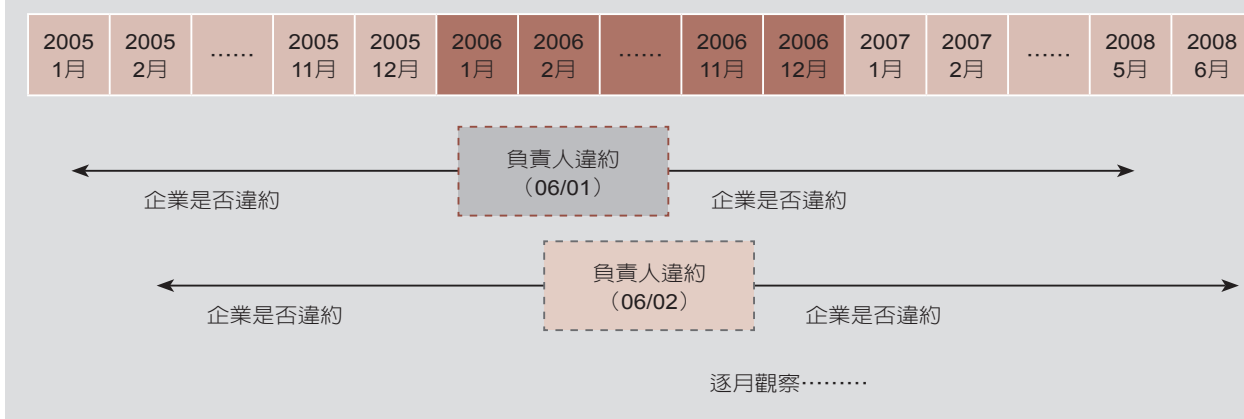 2005 2005 …… 2005 2005 2006 2006 …… 2006 2006 2007 2007 …… 2008 2008
1月 2月 11月 12月 1月 2月 11月 12月 1月 2月 5月 6月
負責人違約
（06/01）
企業是否違約 企業是否違約
負責人違約
（06/02）
企業是否違約 企業是否違約
逐月觀察………